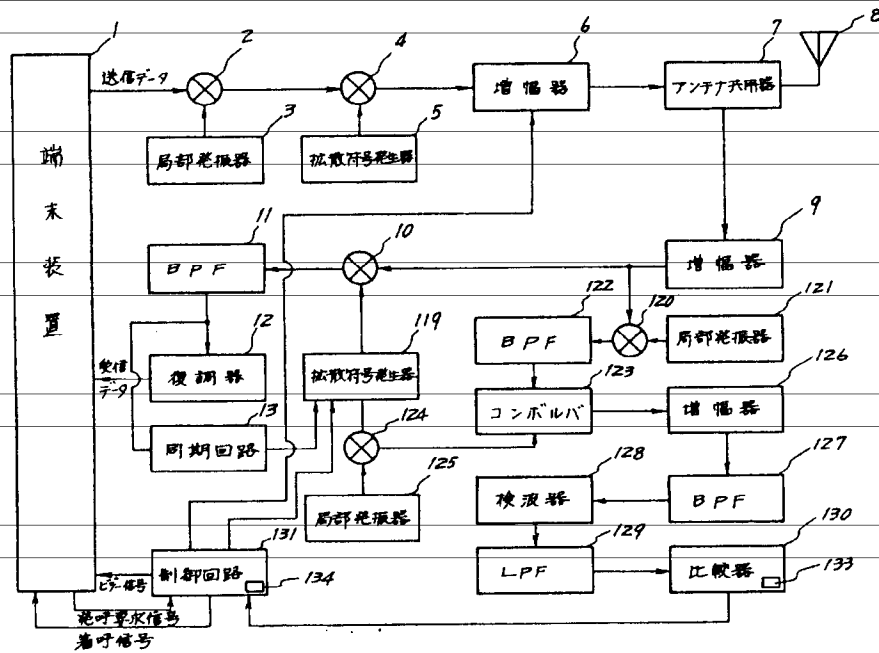 1
2
4
6
7
8
送信データ
増幅器
アンテナ共用器
3
5
局部発振器
拡散符号発生器
端末装置
11
10
9
BPF
増幅器
122
120
121
12
119
BPF
局部発振器
受信
データ
復調器
拡散符号発生器
123
126
13
124
コンボルバ
増幅器
同期回路
125
128
127
局部発振器
検波器
BPF
131
129
130
制御回路
134
LPF
比較器
133
ビジー信号
発呼要求信号
着呼信号